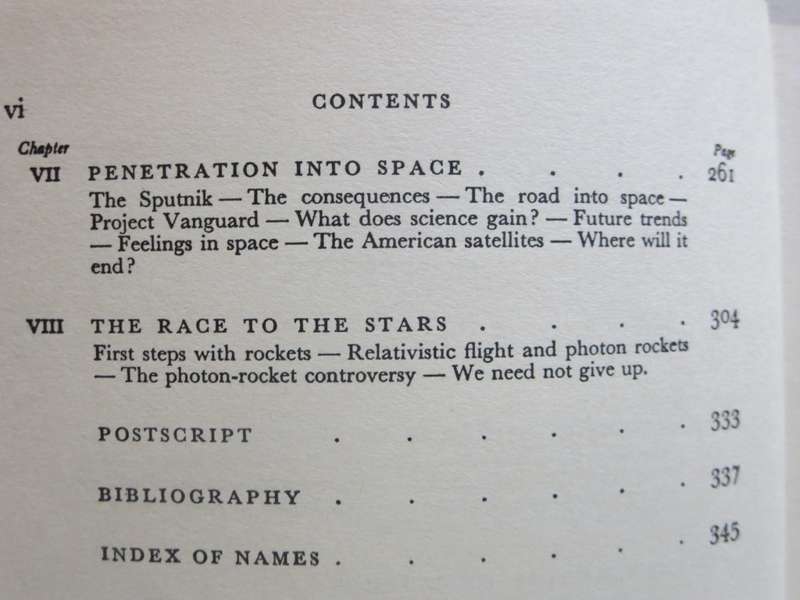 vi CONTENTS
Chapter Page
VII PENETRATION INTO SPACE . . . . 261
The Sputnik — The consequences — The road into space —
Project Vanguard — What does science gain? — Future trends
— Feelings in space — The American satellites — Where will it
end?
VIII THE RACE TO THE STARS . . . . 304
First steps with rockets — Relativistic flight and photon rockets
— The photon-rocket controversy — We need not give up.
POSTSCRIPT . . . . . . 333
BIBLIOGRAPHY . . . . . . 337
INDEX OF NAMES . . . . . . 345